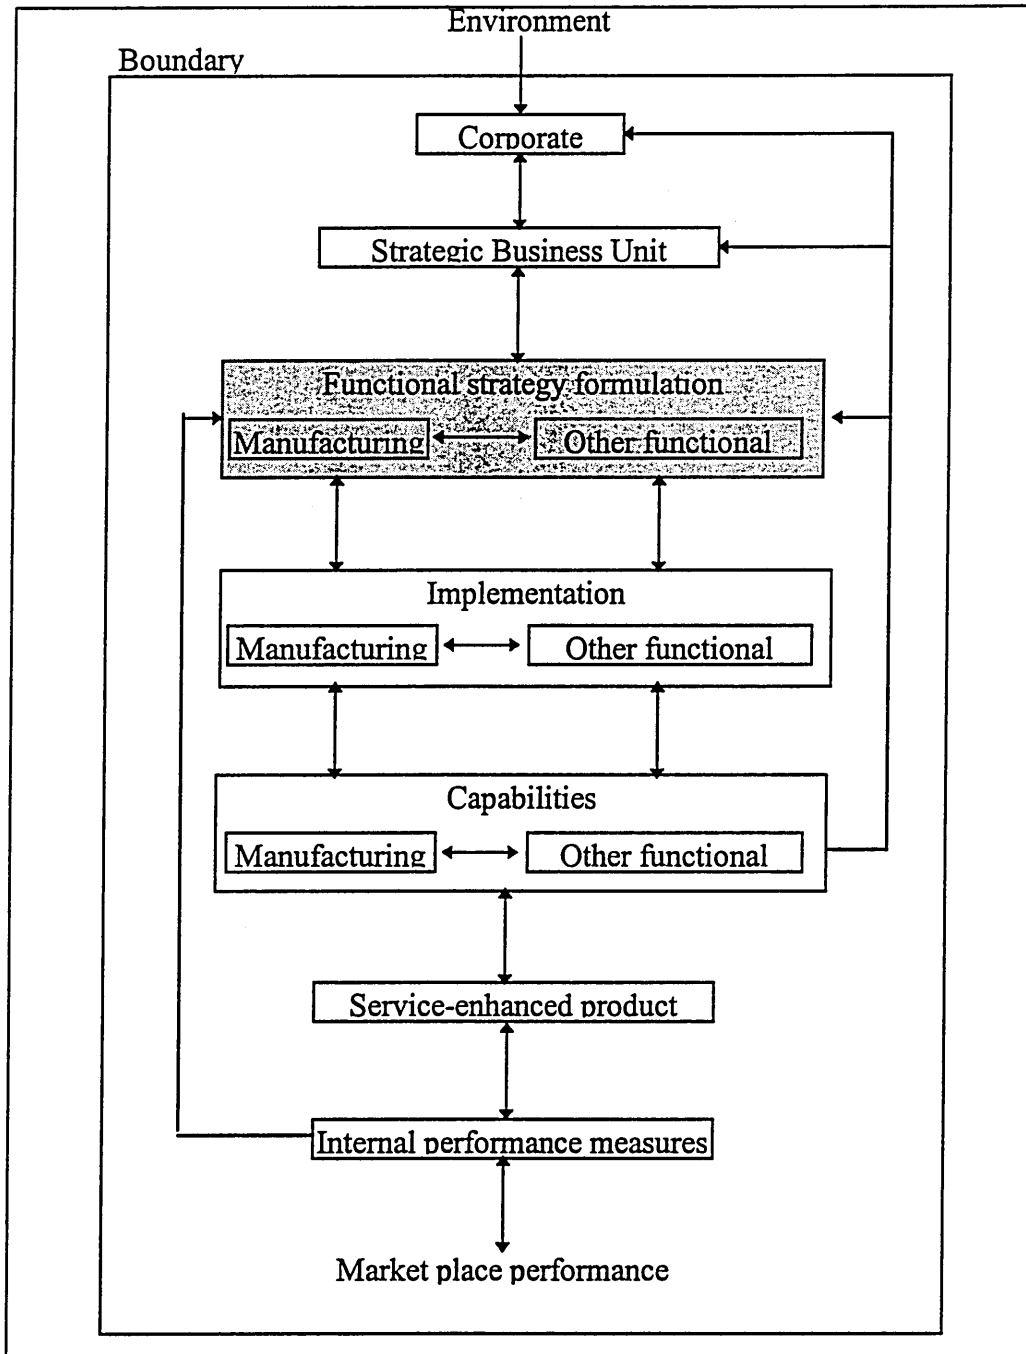 Environment
Boundary
Corporate
Strategic Business Unit
Functional strategy formulation
Manufacturing
Other functional
Implementation
Manufacturing
Other functional
Capabilities
Manufacturing
Other functional
Service-enhanced product
Internal performance measures
Market place performance